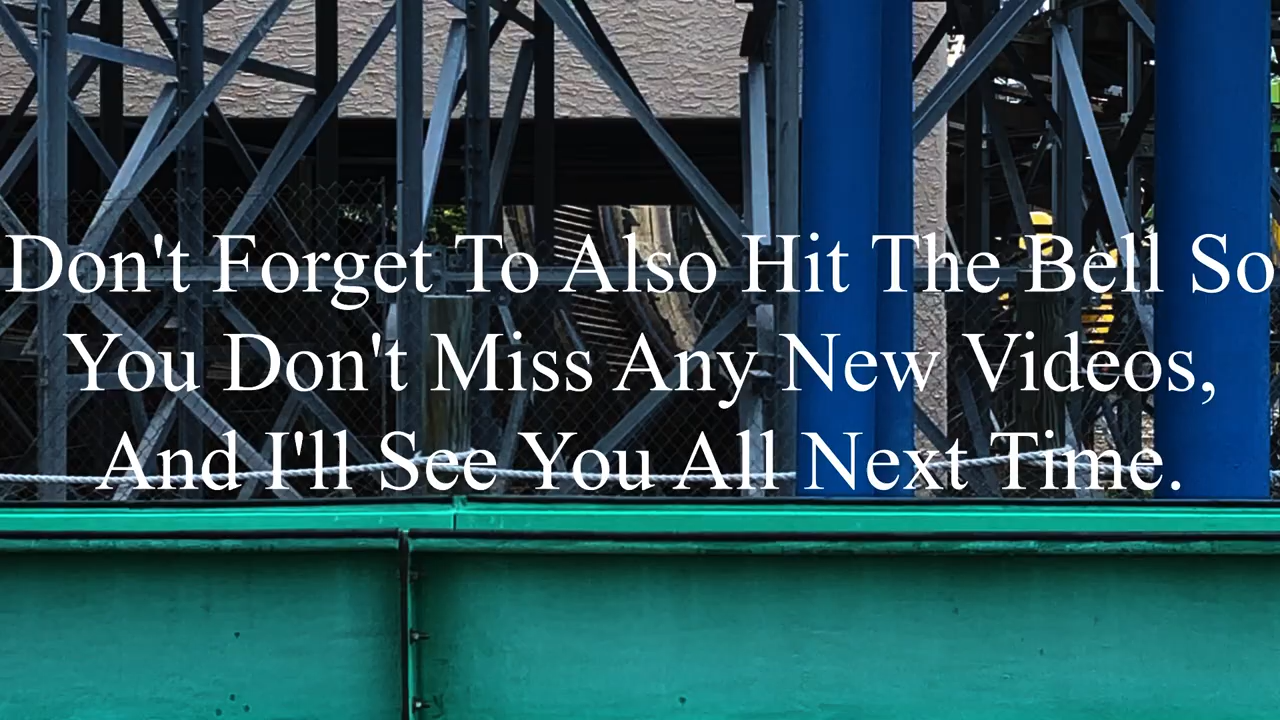 Don't Forget To Also Hit The Bell So
You Don't Miss Any New Videos,
And I'll See You All Next Time.